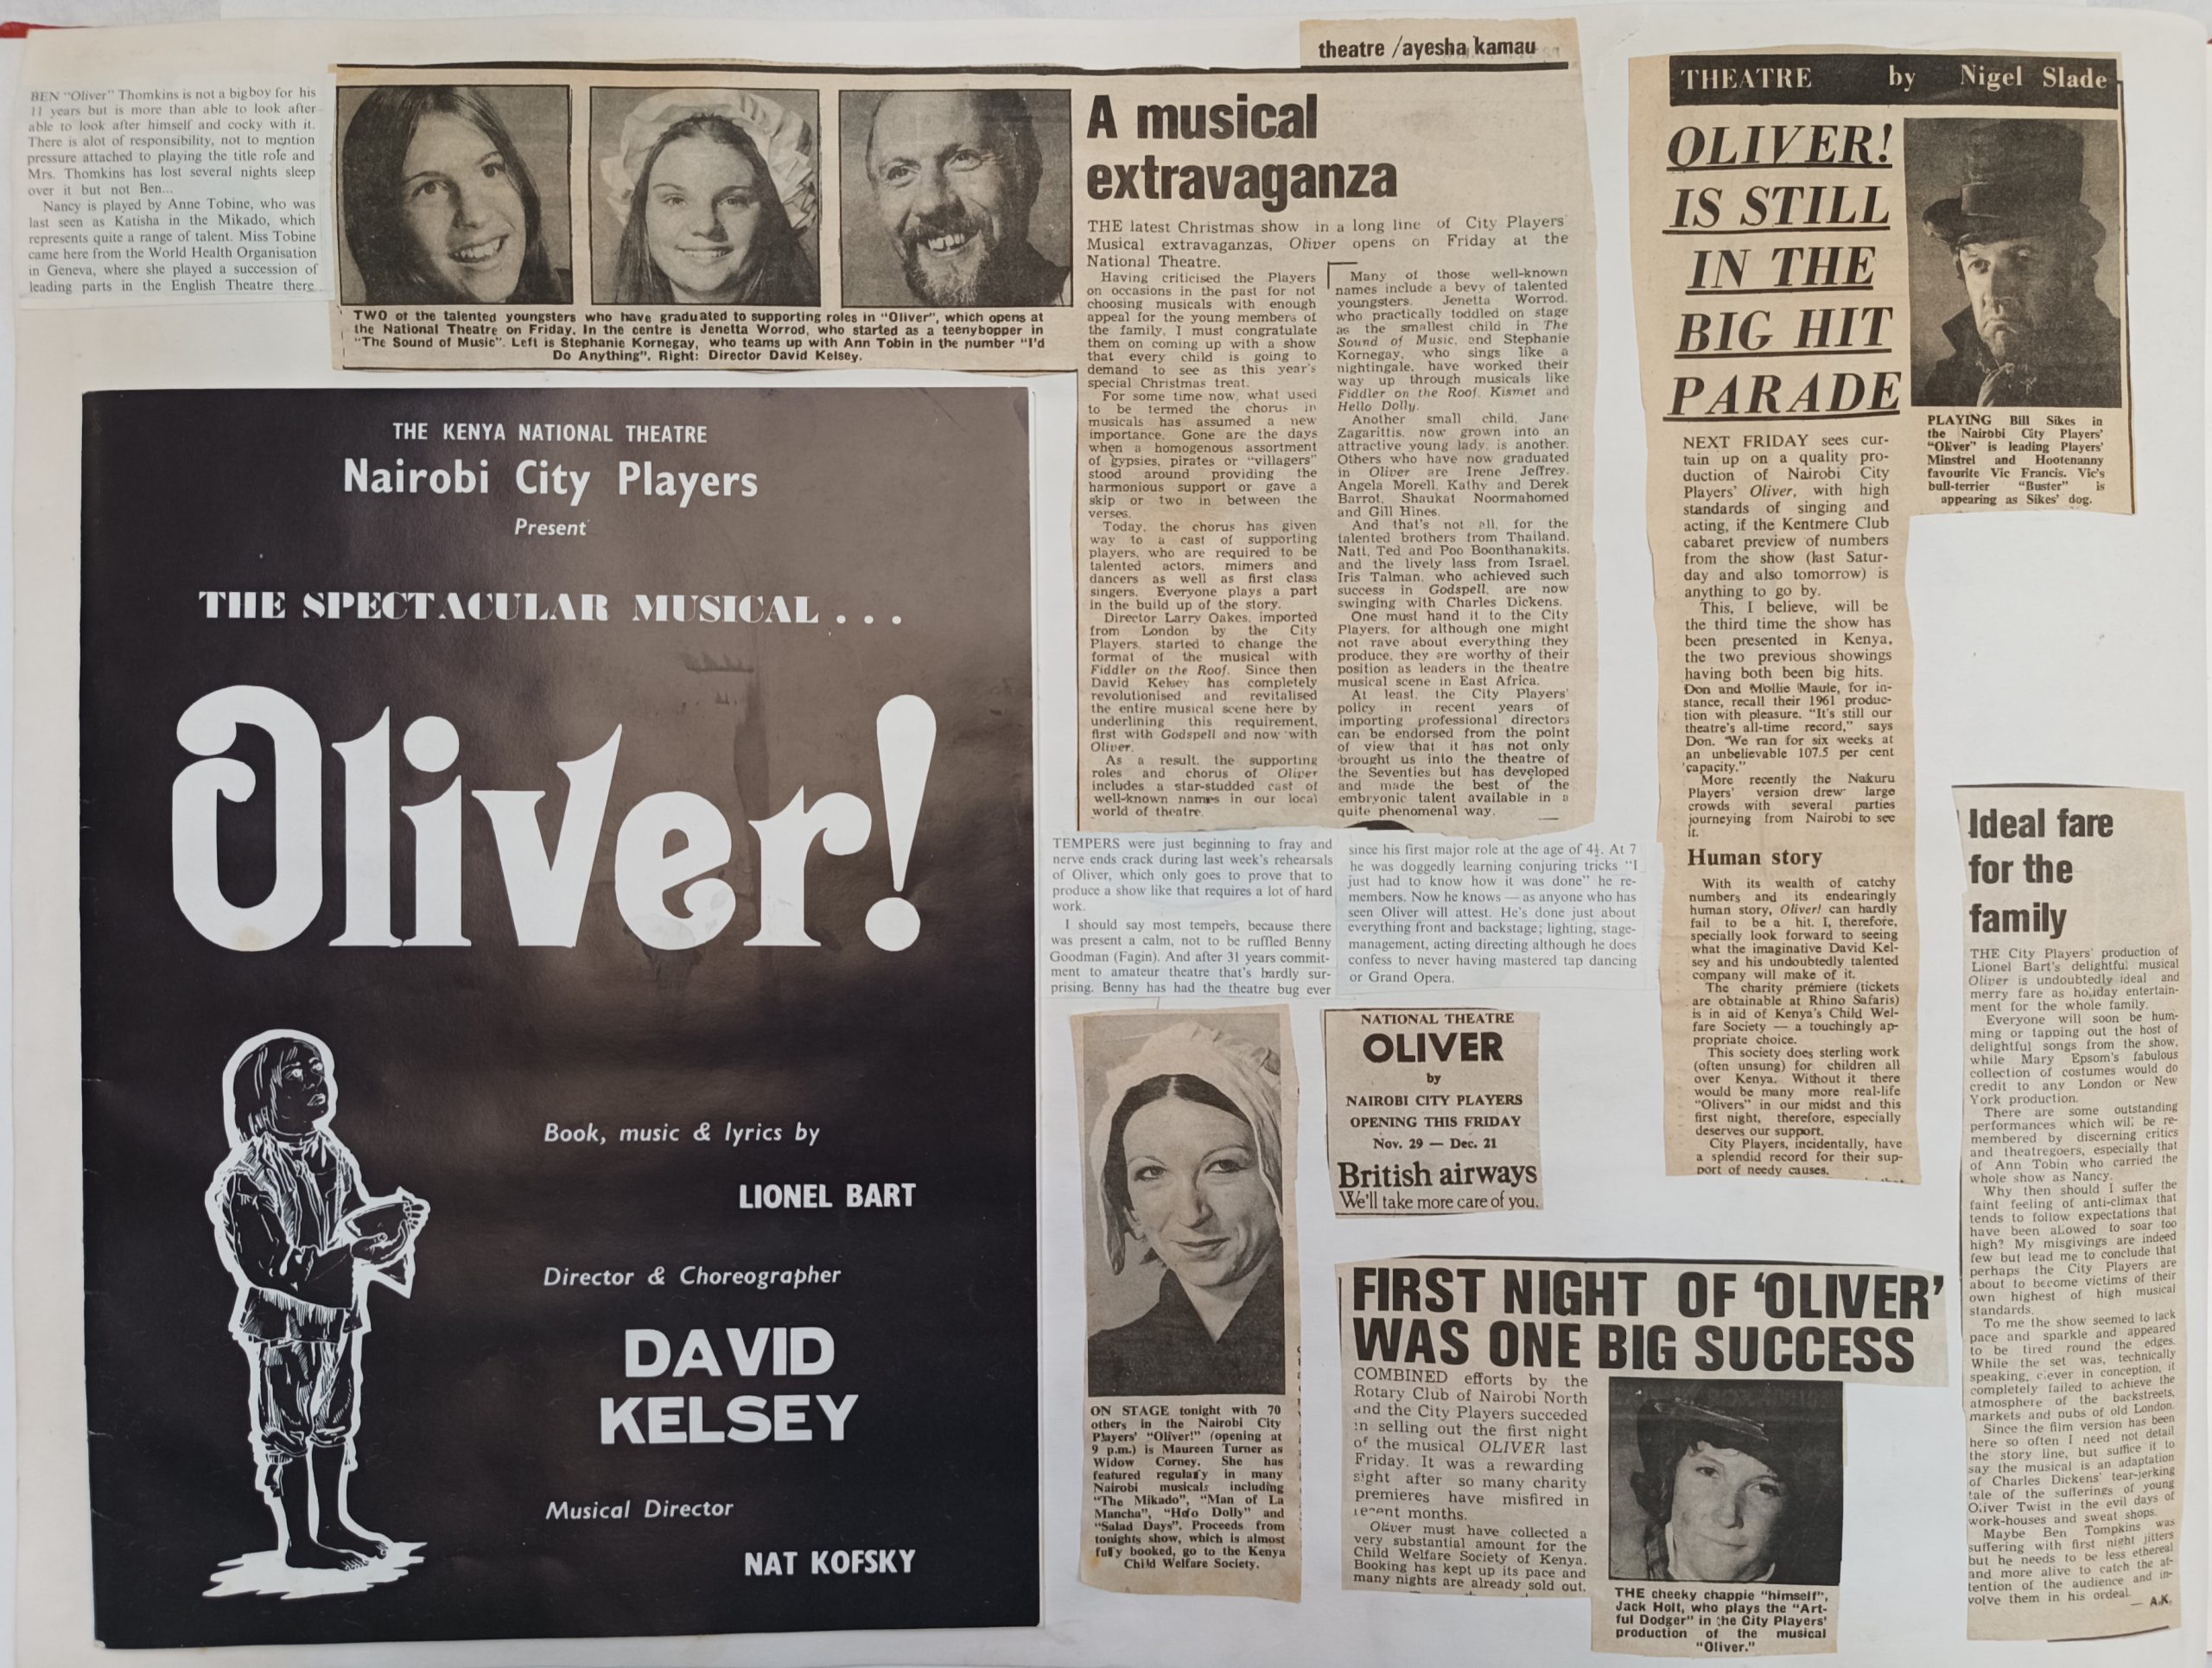 BEN "Oliver" Thomkins is not a bigboy for his
11 years but is more than able to look after
able to look after himself and cocky with it.
There is alot of responsibility, not to mention
pressure attached to playing the title role and
Mrs. Thomkins has lost several nights sleep
over it but not Ben...
Nancy is played by Anne Tobine, who was
last seen as Katisha in the Mikado, which
represents quite a range of talent. Miss Tobine
came here from the World Health Organisation
in Geneva, where she played a succession of
leading parts in the English Theatre there
TWO of the talented youngsters who have graduated to supporting roles in "Oliver", which opens at
the National Theatre on Friday. In the centre is Jenetta Worrod, who started as a teenybopper in
"The Sound of Music". Left is Stephanie Kornegay, who teams up with Ann Tobin in the number "I'd
Do Anything". Right: Director David Kelsey.
THE KENYA NATIONAL THEATRE
Nairobi City Players
Present
THE SPECTACULAR MUSICAL . . .
Oliver!
Book, music & lyrics by
LIONEL BART
Director & Choreographer
DAVID
KELSEY
Musical Director
NAT KOFSKY
theatre /ayesha kamau
A musical
extravaganza
THE latest Christmas show in a long line of City Players'
Musical extravaganzas, Oliver opens on Friday at the
National Theatre.
Having criticised the Players
on occasions in the past for not
choosing musicals with enough
appeal for the young members of
the family, I must congratulate
them on coming up with a show
that every child is going to
demand to see as this year's
special Christmas treat.
For some time now, what used
to be termed the chorus in
musicals has assumed a new
importance. Gone are the days
when a homogenous assortment
of gypsies, pirates or "villagers"
stood around providing the
harmonious support or gave a
skip or two in between the
verses.
Today, the chorus has given
way to a cast of supporting
players, who are required to be
talented actors, mimers and
dancers as well as first class
singers. Everyone plays a part
in the build up of the story.
Director Larry Oakes, imported
from London by the City
Players, started to change the
format of the musical with
Fiddler on the Roof. Since then
David Kelsey has completely
revolutionised and revitalised
the entire musical scene here by
underlining this requirement,
first with Godspell and now with
Oliver.
As a result, the supporting
roles and chorus of Oliver
includes a star-studded cast of
well-known names in our local
world of theatre.
Many of those well-known
names include a bevy of talented
youngsters. Jenetta Worrod,
who practically toddled on stage
as the smallest child in The
Sound of Music, and Stephanie
Kornegay, who sings like a
nightingale, have worked their
way up through musicals like
Fiddler on the Roof, Kismet and
Hello Dolly.
Another small child, Jane
Zagarittis, now grown into an
attractive young lady, is another.
Others who have now graduated
in Oliver are Irene Jeffrey,
Angela Morell, Kathy and Derek
Barrot, Shaukat Noormahomed
and Gill Hines.
And that's not all, for the
talented brothers from Thailand,
Natt, Ted and Poo Boonthanakits,
and the lively lass from Israel,
Iris Talman, who achieved such
success in Godspell, are now
swinging with Charles Dickens.
One must hand it to the City
Players, for although one might
not rave about everything they
produce, they are worthy of their
position as leaders in the theatre
musical scene in East Africa.
At least, the City Players'
policy in recent years of
importing professional directors
can be endorsed from the point
of view that it has not only
brought us into the theatre of
the Seventies but has developed
and made the best of the
embryonic talent available in a
quite phenomenal way.
TEMPERS were just beginning to fray and
nerve ends crack during last week's rehearsals
of Oliver, which only goes to prove that to
produce a show like that requires a lot of hard
work.
I should say most tempers, because there
was present a calm, not to be ruffled Benny
Goodman (Fagin). And after 31 years commit-
ment to amateur theatre that's hardly sur-
prising. Benny has had the theatre bug ever
since his first major role at the age of 4½. At 7
he was doggedly learning conjuring tricks "I
just had to know how it was done" he re-
members. Now he knows — as anyone who has
seen Oliver will attest. He's done just about
everything front and backstage; lighting, stage-
management, acting directing although he does
confess to never having mastered tap dancing
or Grand Opera.
ON STAGE tonight with 70
others in the Nairobi City
Players' "Oliver!" (opening at
9 p.m.) is Maureen Turner as
Widow Corney. She has
featured regularly in many
Nairobi musicals including
"The Mikado", "Man of La
Mancha", "Hello Dolly" and
"Salad Days". Proceeds from
tonights show, which is almost
fully booked, go to the Kenya
Child Welfare Society.
NATIONAL THEATRE
OLIVER
by
NAIROBI CITY PLAYERS
OPENING THIS FRIDAY
Nov. 29 — Dec. 21
British airways
We'll take more care of you.
FIRST NIGHT OF 'OLIVER'
WAS ONE BIG SUCCESS
COMBINED efforts by the
Rotary Club of Nairobi North
and the City Players succeded
in selling out the first night
of the musical OLIVER last
Friday. It was a rewarding
sight after so many charity
premieres have misfired in
recent months.
Oliver must have collected a
very substantial amount for the
Child Welfare Society of Kenya.
Booking has kept up its pace and
many nights are already sold out.
THE cheeky chappie "himself",
Jack Holt, who plays the "Art-
ful Dodger" in the City Players'
production of the musical
"Oliver."
THEATRE by Nigel Slade
OLIVER!
IS STILL
IN THE
BIG HIT
PARADE
PLAYING Bill Sikes in
the Nairobi City Players'
"Oliver" is leading Players'
Minstrel and Hootenanny
favourite Vic Francis. Vic's
bull-terrier "Buster" is
appearing as Sikes' dog.
NEXT FRIDAY sees cur-
tain up on a quality pro-
duction of Nairobi City
Players' Oliver, with high
standards of singing and
acting, if the Kentmere Club
cabaret preview of numbers
from the show (last Satur-
day and also tomorrow) is
anything to go by.
This, I believe, will be
the third time the show has
been presented in Kenya,
the two previous showings
having both been big hits.
Don and Mollie Maule, for in-
stance, recall their 1961 produc-
tion with pleasure. "It's still our
theatre's all-time record," says
Don. "We ran for six weeks at
an unbelievable 107.5 per cent
capacity."
More recently the Nakuru
Players' version drew large
crowds with several parties
journeying from Nairobi to see
it.
Human story
With its wealth of catchy
numbers and its endearingly
human story, Oliver! can hardly
fail to be a hit. I, therefore,
specially look forward to seeing
what the imaginative David Kel-
sey and his undoubtedly talented
company will make of it.
The charity première (tickets
are obtainable at Rhino Safaris)
is in aid of Kenya's Child Wel-
fare Society — a touchingly ap-
propriate choice.
This society does sterling work
(often unsung) for children all
over Kenya. Without it there
would be many more real-life
"Olivers" in our midst and this
first night, therefore, especially
deserves our support.
City Players, incidentally, have
a splendid record for their sup-
port of needy causes.
Ideal fare
for the
family
THE City Players' production of
Lionel Bart's delightful musical
Oliver is undoubtedly ideal and
merry fare as holiday entertain-
ment for the whole family.
Everyone will soon be hum-
ming or tapping out the host of
delightful songs from the show,
while Mary Epsom's fabulous
collection of costumes would do
credit to any London or New
York production.
There are some outstanding
performances which will be re-
membered by discerning critics
and theatregoers, especially that
of Ann Tobin who carried the
whole show as Nancy.
Why then should I suffer the
faint feeling of anti-climax that
tends to follow expectations that
have been allowed to soar too
high? My misgivings are indeed
few but lead me to conclude that
perhaps the City Players are
about to become victims of their
own highest of high musical
standards.
To me the show seemed to lack
pace and sparkle and appeared
to be tired round the edges.
While the set was, technically
speaking, clever in conception, it
completely failed to achieve the
atmosphere of the backstreets,
markets and pubs of old London.
Since the film version has been
here so often I need not detail
the story line, but suffice it to
say the musical is an adaptation
of Charles Dickens' tear-jerking
tale of the sufferings of young
Oliver Twist in the evil days of
work-houses and sweat shops.
Maybe Ben Tompkins was
suffering with first night jitters
but he needs to be less ethereal
and more alive to catch the at-
tention of the audience and in-
volve them in his ordeal.
— A.K.